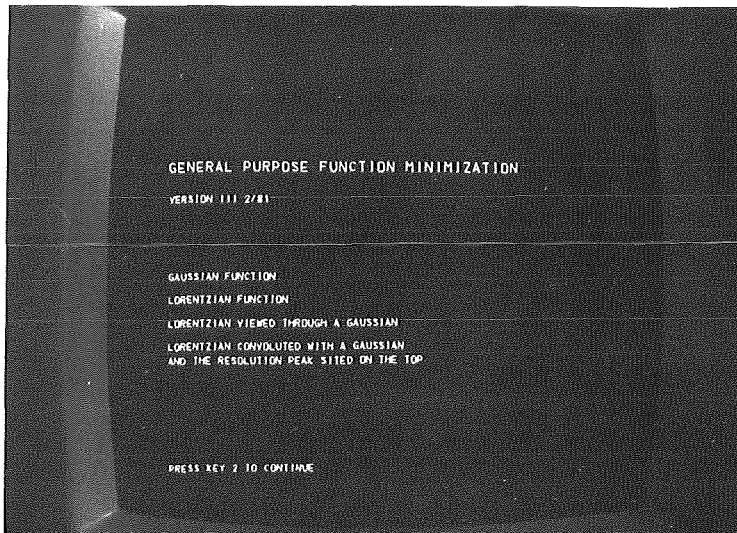 GENERAL PURPOSE FUNCTION MINIMIZATION
VERSION III 2/81
GAUSSIAN FUNCTION
LORENTZIAN FUNCTION
LORENTZIAN VIEWED THROUGH A GAUSSIAN
LORENTZIAN CONVOLUTED WITH A GAUSSIAN
AND THE RESOLUTION PEAK SITED ON THE TOP
PRESS KEY 2 TO CONTINUE